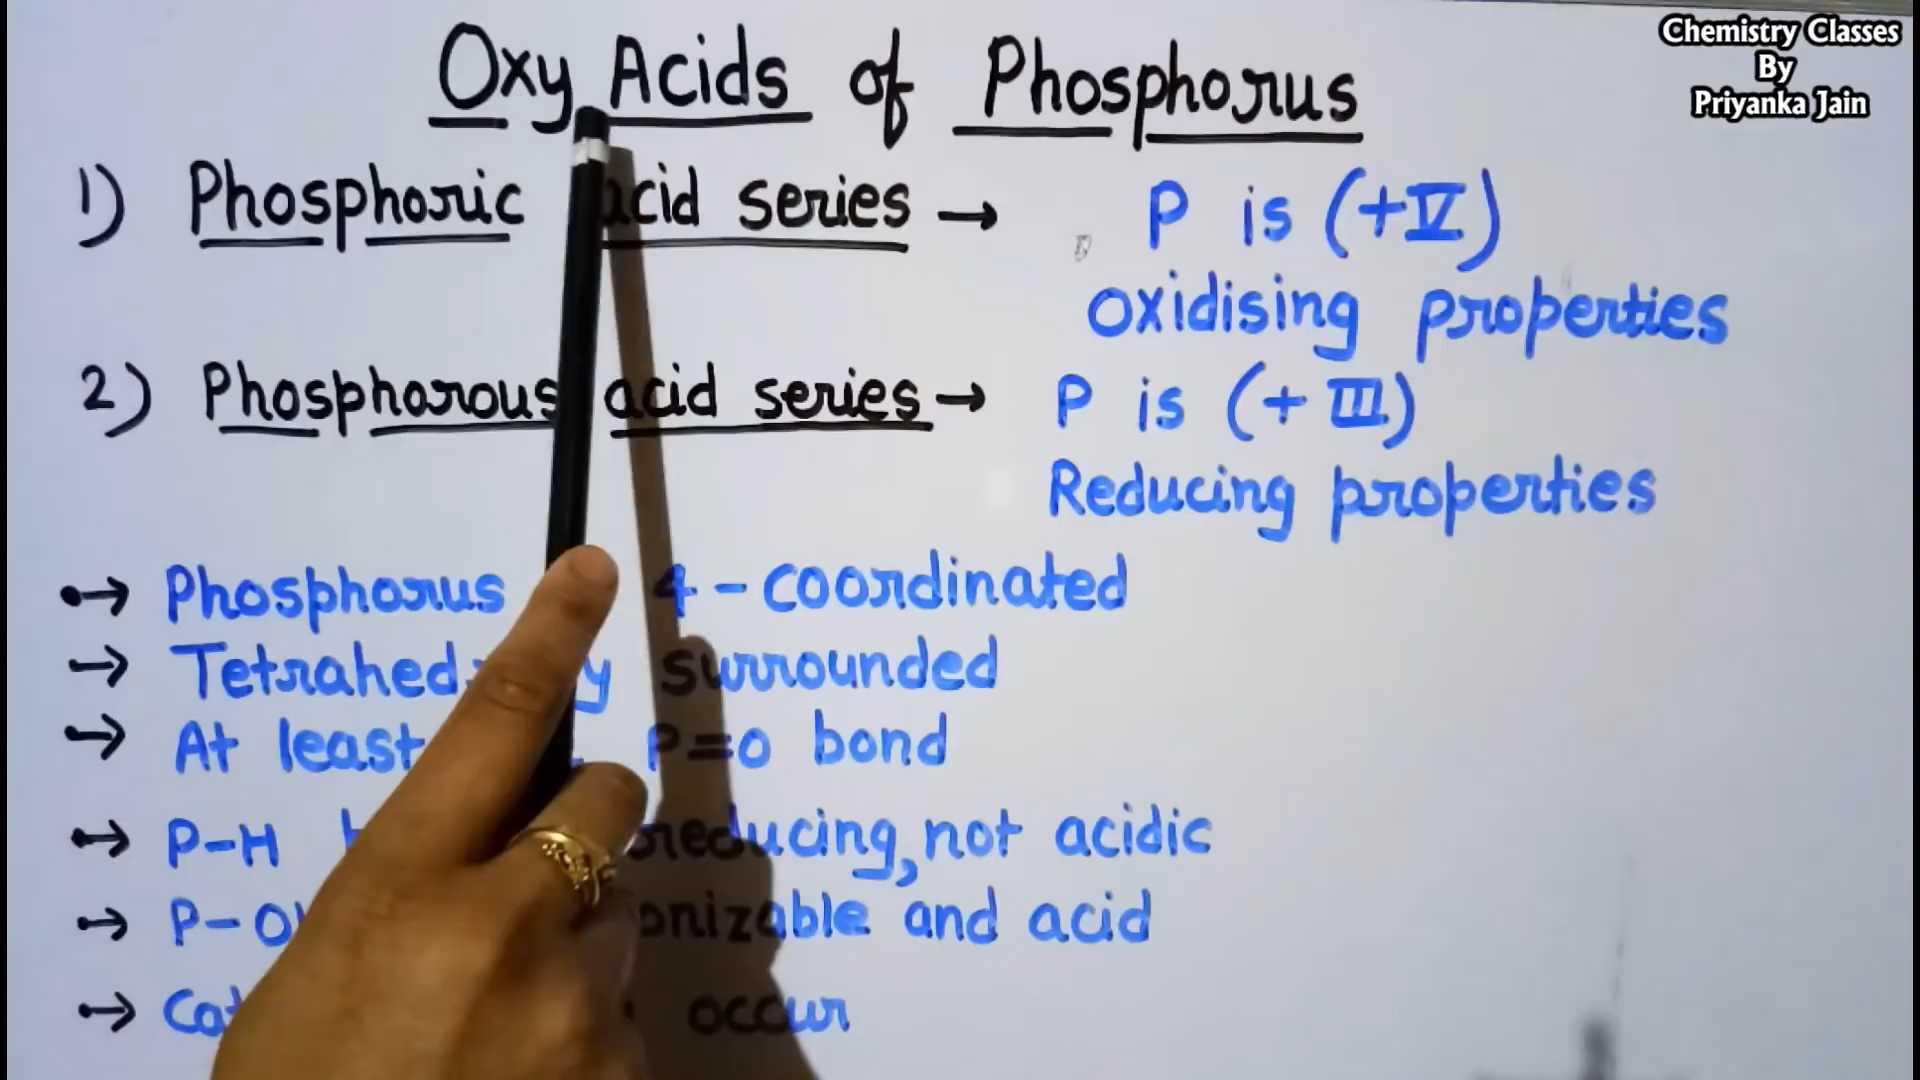 Oxy Acids of Phosphorus
Chemistry Classes
By
Priyanka Jain
1) Phosphoric acid series → P is (+V)
Oxidising properties
2) Phosphorous acid series → P is (+III)
Reducing properties
→ Phosphorus 4-coordinated
→ surrounded
→ At least P=O bond
→ P-H reducing, not acidic
→ and acid
→ occur